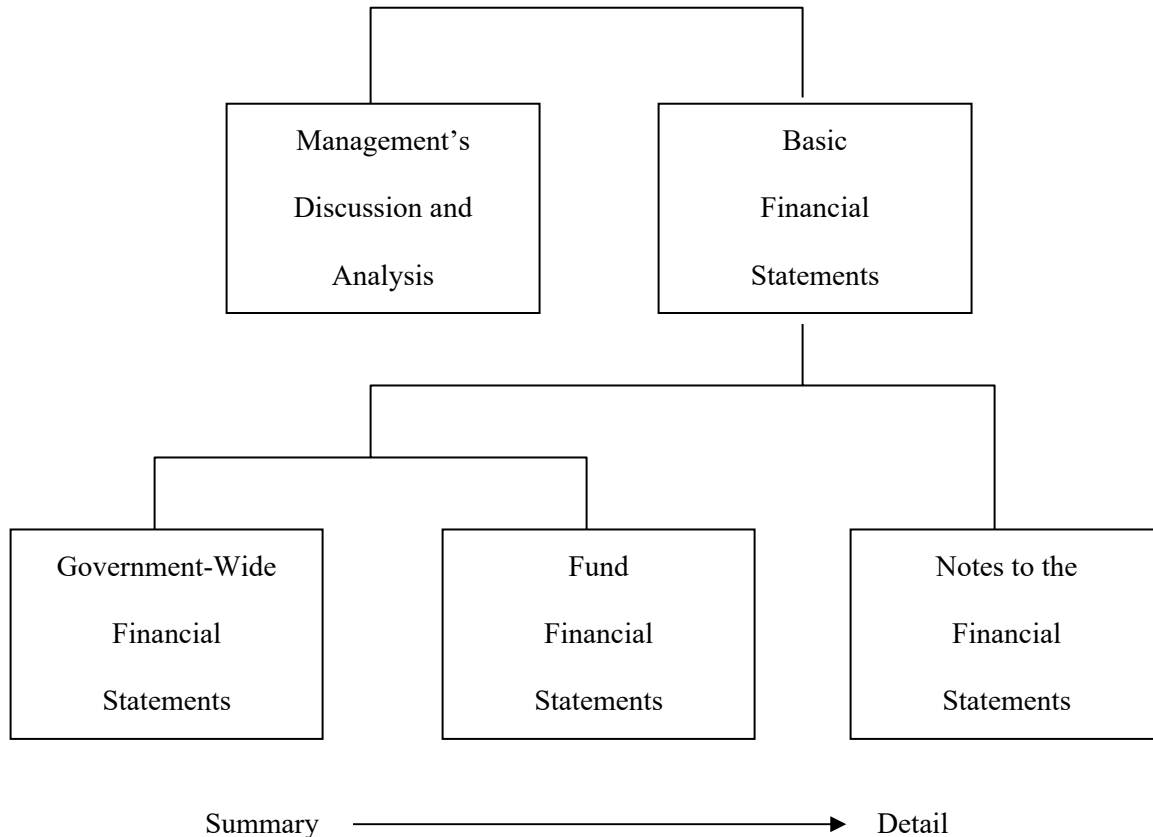 Management’s
Discussion and
Analysis
Basic
Financial
Statements
Government-Wide
Financial
Statements
Fund
Financial
Statements
Notes to the
Financial
Statements
Summary
Detail